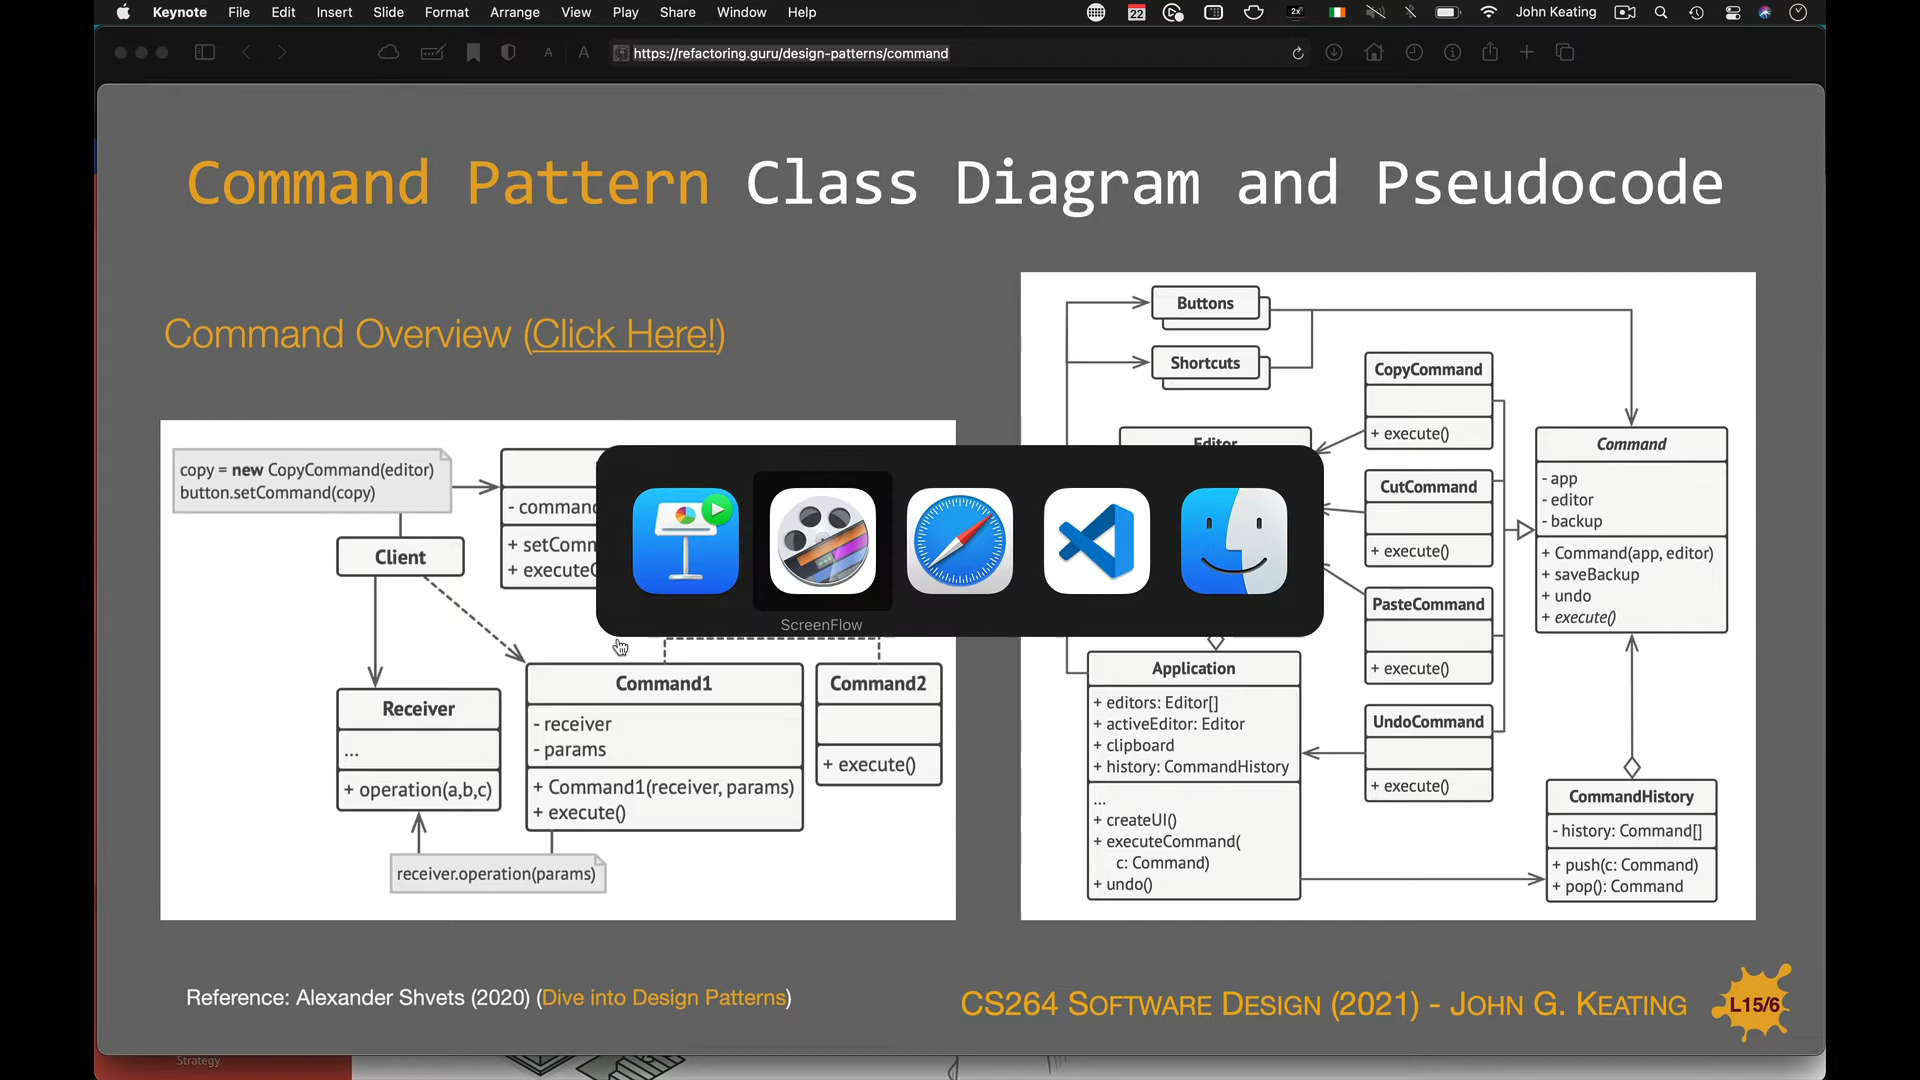 Keynote File Edit Insert Slide Format Arrange View Play Share Window Help
22 2x John Keating
A A https://refactoring.guru/design-patterns/command
Command Pattern Class Diagram and Pseudocode
Command Overview (Click Here!)
copy = new CopyCommand(editor)
button.setCommand(copy)
Client
- command
+ setComm
+ execute
Receiver
...
+ operation(a,b,c)
receiver.operation(params)
Command1
- receiver
- params
+ Command1(receiver, params)
+ execute()
Command2
+ execute()
ScreenFlow
Buttons
Shortcuts
Editor
CopyCommand
+ execute()
CutCommand
+ execute()
PasteCommand
+ execute()
UndoCommand
+ execute()
Command
- app
- editor
- backup
+ Command(app, editor)
+ saveBackup
+ undo
+ execute()
Application
+ editors: Editor[]
+ activeEditor: Editor
+ clipboard
+ history: CommandHistory
...
+ createUI()
+ executeCommand(
c: Command)
+ undo()
CommandHistory
- history: Command[]
+ push(c: Command)
+ pop(): Command
Reference: Alexander Shvets (2020) (Dive into Design Patterns)
CS264 Software Design (2021) - John G. Keating
L15/6
Strategy